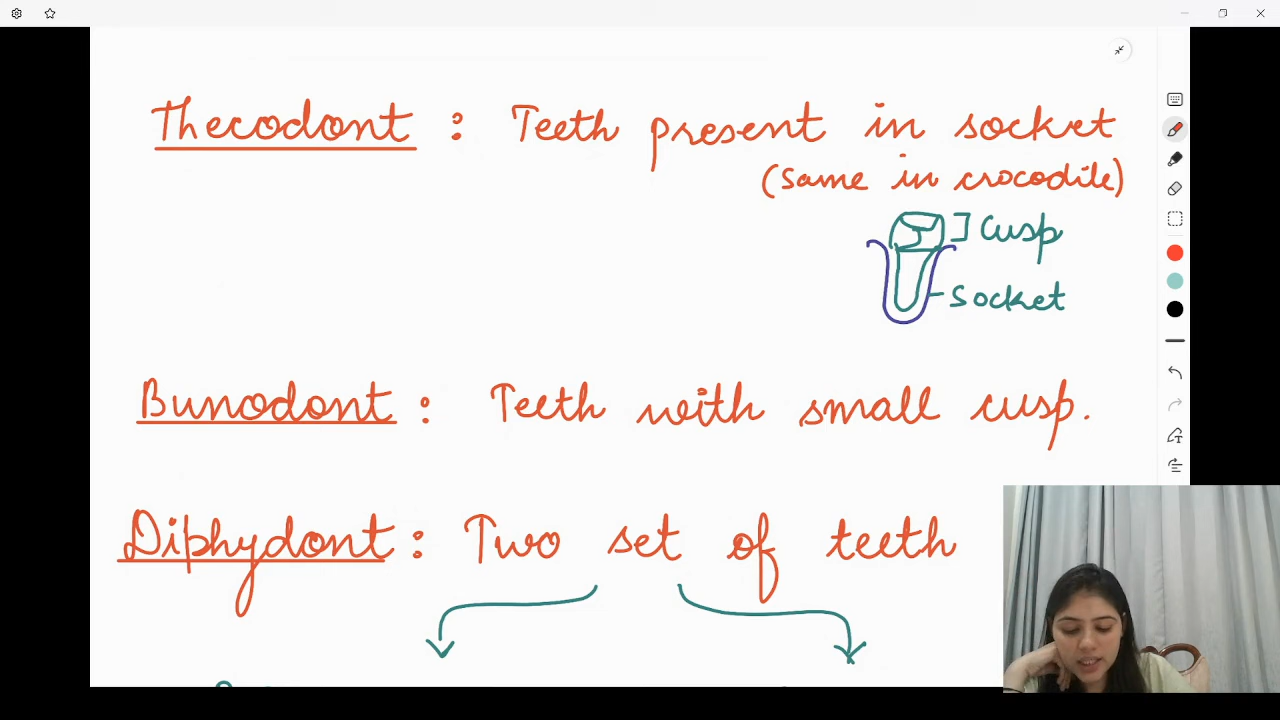 Thecodont : Teeth present in socket
(same in crocodile)
Cusp
Socket
Bunodont : Teeth with small cusp.
Diphydont : Two set of teeth